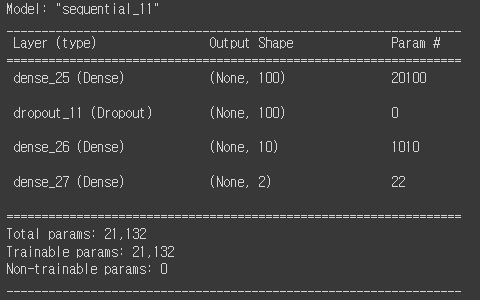 Model: "sequential_11"
_________________________________________________________________
Layer (type) Output Shape Param #
=================================================================
dense_25 (Dense) (None, 100) 20100
dropout_11 (Dropout) (None, 100) 0
dense_26 (Dense) (None, 10) 1010
dense_27 (Dense) (None, 2) 22
=================================================================
Total params: 21,132
Trainable params: 21,132
Non-trainable params: 0
_________________________________________________________________